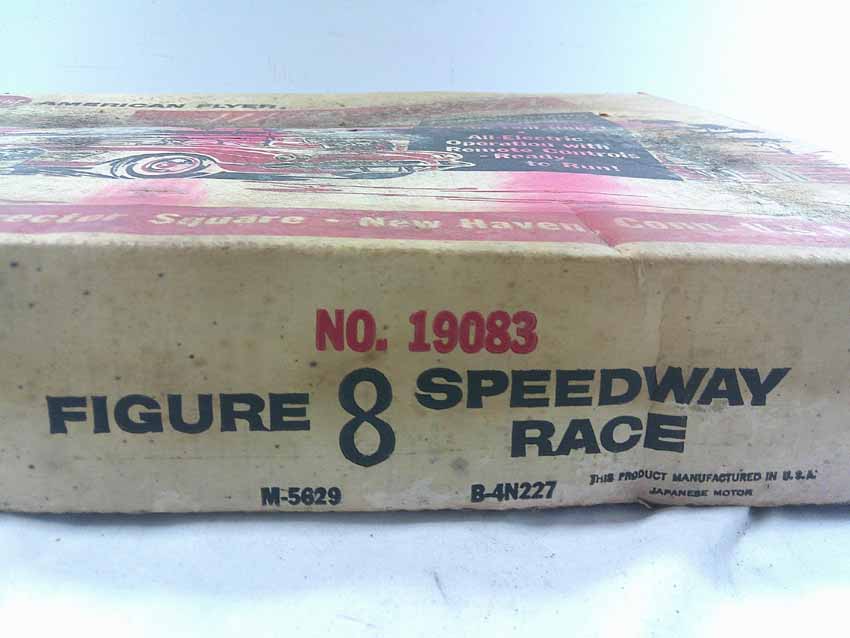 AMERICAN FLYER
All Electric
Operation with
Remote Controls
- Ready
to Run!
Square - New Haven Conn. U.S.
NO. 19083
FIGURE 8 SPEEDWAY
RACE
M-5629
B-4N227
THIS PRODUCT MANUFACTURED IN U.S.A.
JAPANESE MOTOR